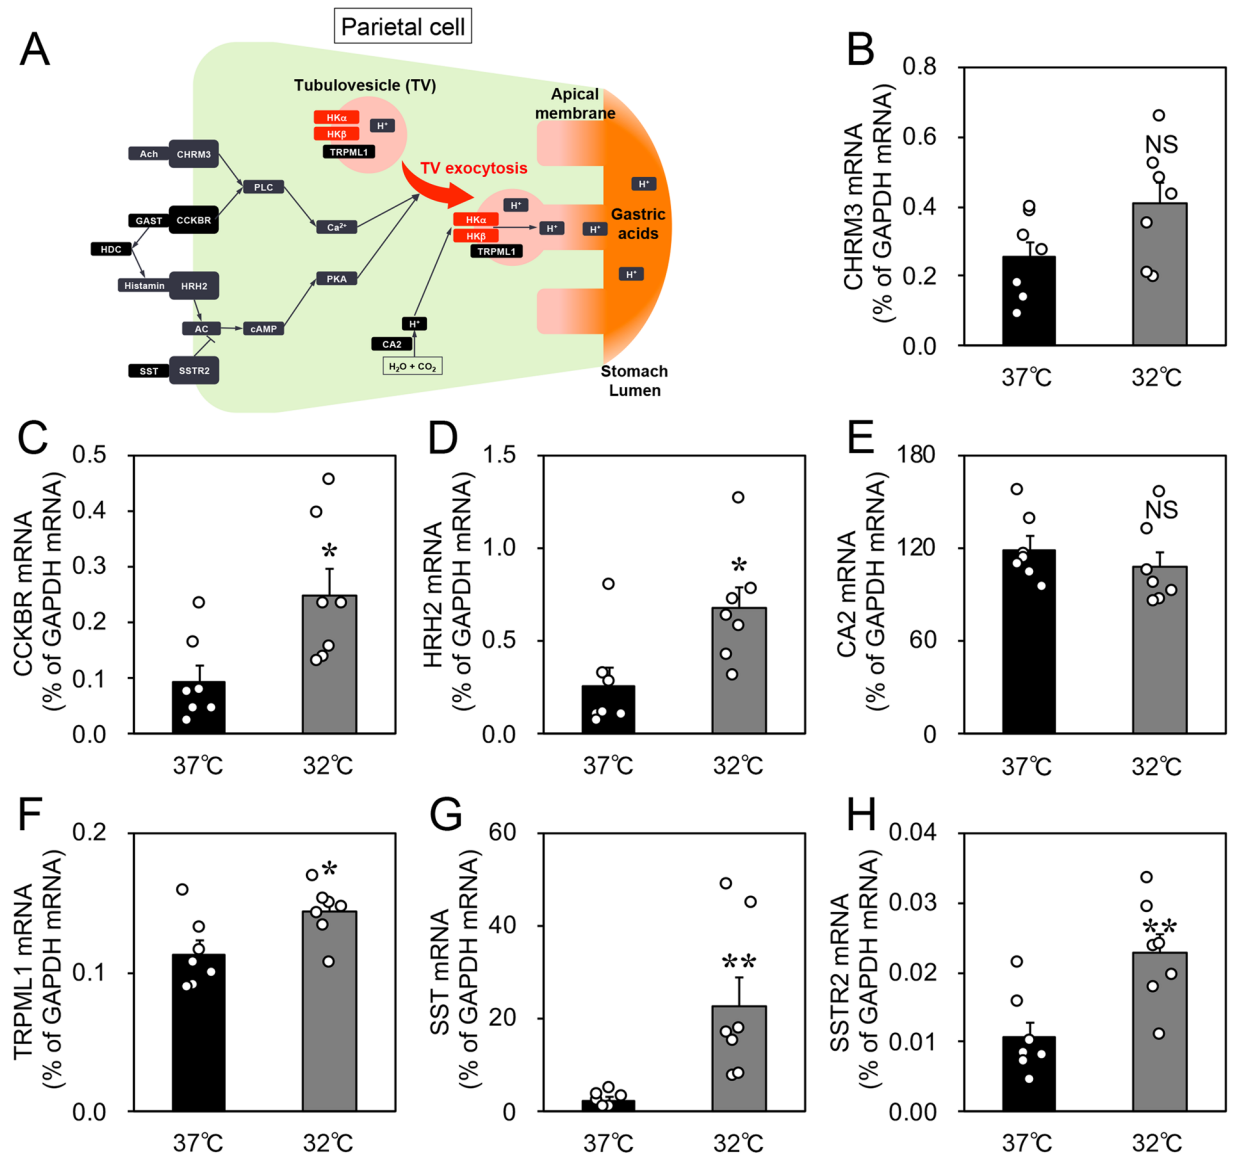 Parietal cell
A
Tubulovesicle (TV)
HKα
HKβ
H⁺
TRPML1
Apical
membrane
Ach
CHRM3
TV exocytosis
PLC
GAST
CCKBR
HDC
Histamin
HRH2
Ca²⁺
PKA
AC
cAMP
SST
SSTR2
H⁺
HKα
HKβ
TRPML1
H⁺
H⁺
H⁺
Gastric
acids
H⁺
H⁺
CA2
H₂O + CO₂
Stomach
Lumen
B
CHRM3 mRNA
(% of GAPDH mRNA)
0.8
0.6
0.4
0.2
0.0
NS
37℃
32℃
C
CCKBR mRNA
(% of GAPDH mRNA)
0.5
0.4
0.3
0.2
0.1
0.0
*
37℃
32℃
D
HRH2 mRNA
(% of GAPDH mRNA)
1.5
1.0
0.5
0.0
*
37℃
32℃
E
CA2 mRNA
(% of GAPDH mRNA)
180
120
60
0
NS
37℃
32℃
F
TRPML1 mRNA
(% of GAPDH mRNA)
0.2
0.1
0.0
*
37℃
32℃
G
SST mRNA
(% of GAPDH mRNA)
60
40
20
0
**
37℃
32℃
H
SSTR2 mRNA
(% of GAPDH mRNA)
0.04
0.03
0.02
0.01
0.00
**
37℃
32℃